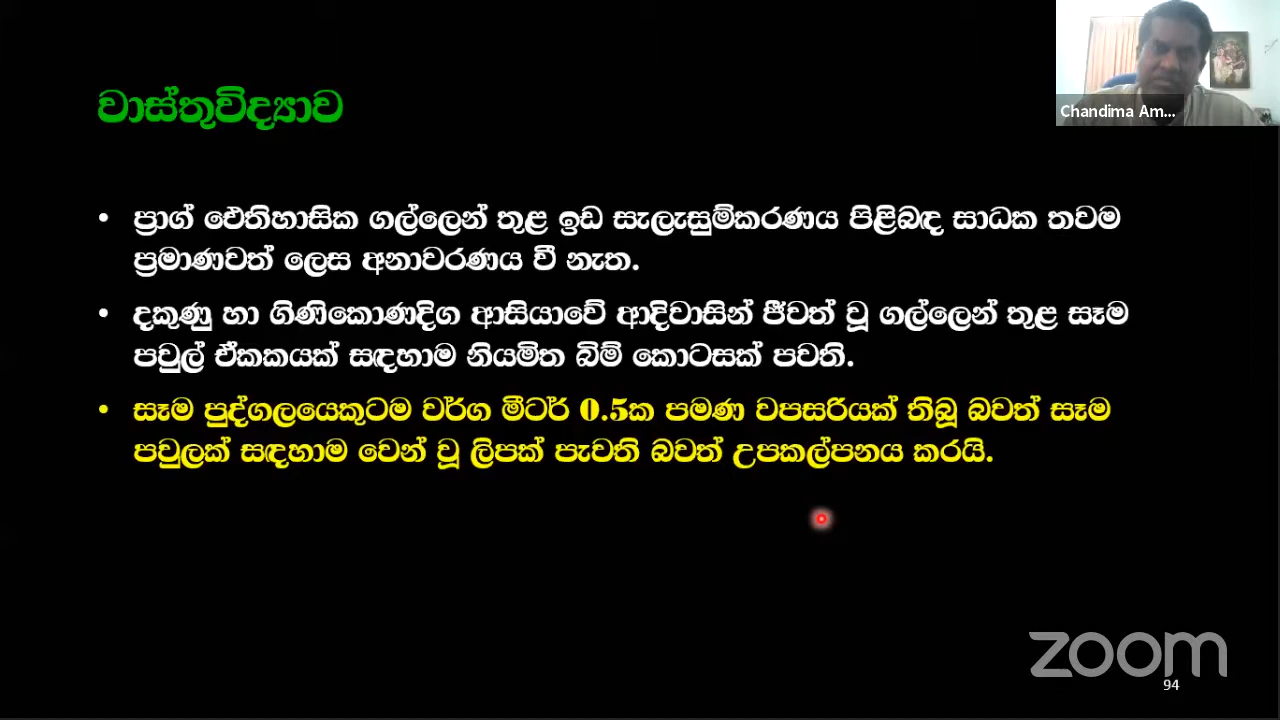 Chandima Am...
වාස්තුවිද්‍යාව
• ප්‍රාග් ඓතිහාසික ගල්ලෙන් තුළ ඉඩ සැලැසුම්කරණය පිළිබඳ සාධක තවම
ප්‍රමාණවත් ලෙස අනාවරණය වී නැත.
• දකුණු හා ගිණිකොණදිග ආසියාවේ ආදිවාසින් ජීවත් වූ ගල්ලෙන් තුළ සෑම
පවුල් ඒකකයක් සඳහාම නියමිත බිම් කොටසක් පවති.
• සෑම පුද්ගලයෙකුටම වර්ග මීටර් 0.5ක පමණ වපසරියක් තිබූ බවත් සෑම
පවුලක් සඳහාම වෙන් වූ ලිපක් පැවති බවත් උපකල්පනය කරයි.
zoom
94